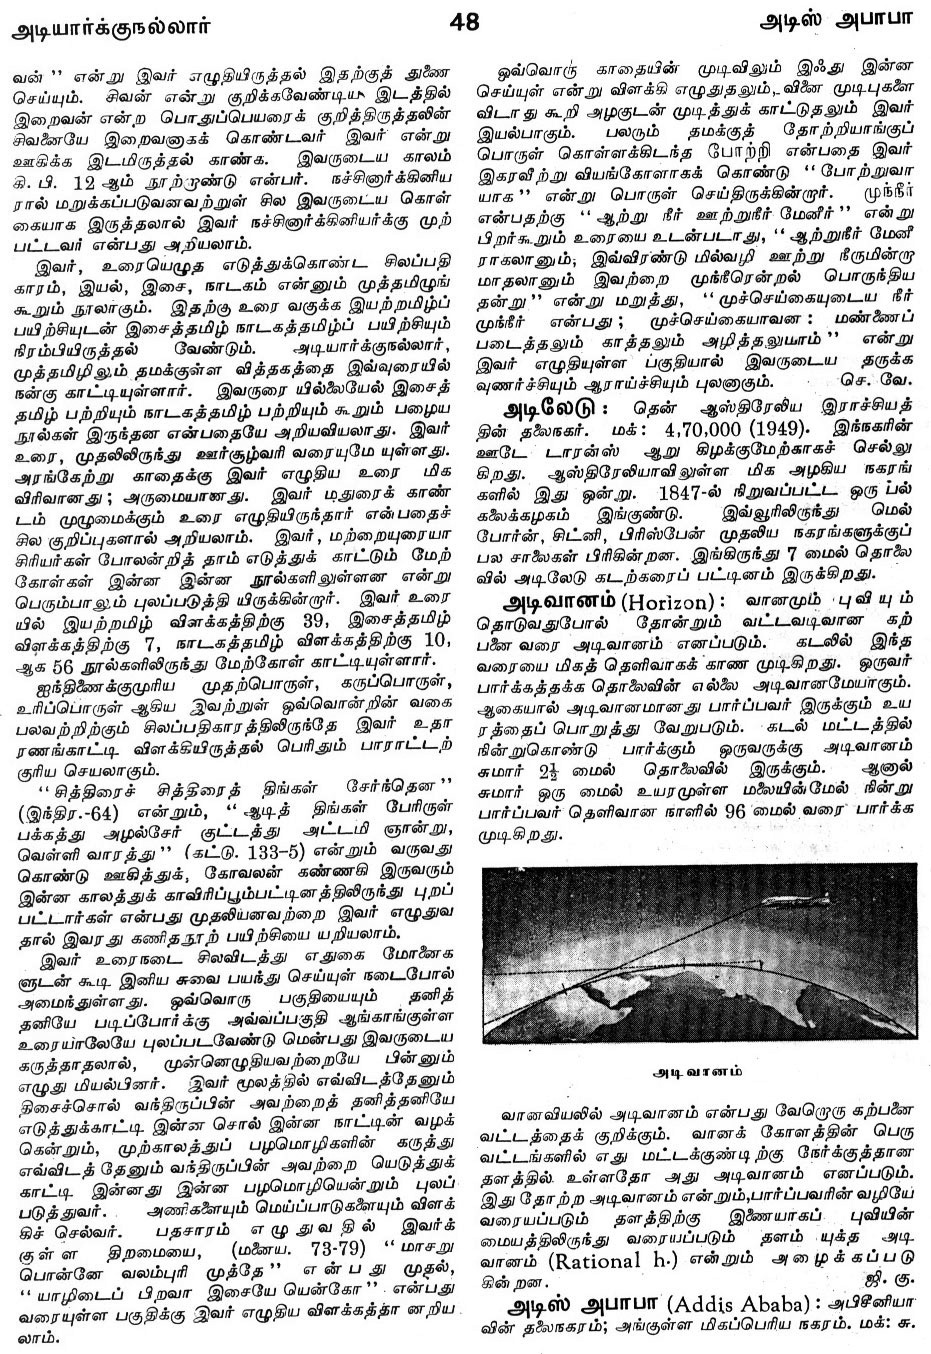 அடியார்க்குநல்லார்
48
அடிஸ் அபாபா
வன்’’ என்று இவர் எழுதியிருத்தல் இதற்குத் துணை
செய்யும். சிவன் என்று குறிக்கவேண்டிய இடத்தில்
இறைவன் என்ற பொதுப்பெயரைக் குறித்திருத்தலின்
சிவனையே இறைவனாகக் கொண்டவர் இவர் என்று
ஊகிக்க இடமிருத்தல் காண்க. இவருடைய காலம்
கி. பி. 12 ஆம் நூற்றாண்டு என்பர். நச்சினார்க்கினிய
ரால் மறுக்கப்படுவனவற்றுள் சில இவருடைய கொள்
கையாக இருத்தலால் இவர் நச்சினார்க்கினியர்க்கு முற்
பட்டவர் என்பது அறியலாம்.
இவர், உரையெழுத எடுத்துக்கொண்ட சிலப்பதி
காரம், இயல், இசை, நாடகம் என்னும் முத்தமிழுங்
கூறும் நூலாகும். இதற்கு உரை வகுக்க இயற்றமிழ்ப்
பயிற்சியுடன் இசைத்தமிழ் நாடகத்தமிழ்ப் பயிற்சியும்
நிரம்பியிருத்தல் வேண்டும். அடியார்க்குநல்லார்,
முத்தமிழிலும் தமக்குள்ள வித்தகத்தை இவ்வுரையில்
நன்கு காட்டியுள்ளார். இவருரை யில்லையேல் இசைத்
தமிழ் பற்றியும் நாடகத்தமிழ் பற்றியும் கூறும் பழைய
நூல்கள் இருந்தன என்பதையே அறியவியலாது. இவர்
உரை, முதலிலிருந்து ஊர்சூழ்வரி வரையுமே யுள்ளது.
அரங்கேற்று காதைக்கு இவர் எழுதிய உரை மிக
விரிவானது; அருமையானது. இவர் மதுரைக் காண்
டம் முழுமைக்கும் உரை எழுதியிருந்தார் என்பதைச்
சில குறிப்புகளால் அறியலாம். இவர், மற்றையுரையா
சிரியர்கள் போலன்றித் தாம் எடுத்துக் காட்டும் மேற்
கோள்கள் இன்ன இன்ன நூல்களிலுள்ளன என்று
பெரும்பாலும் புலப்படுத்தி யிருக்கின்றார். இவர் உரை
யில் இயற்றமிழ் விளக்கத்திற்கு 39, இசைத்தமிழ்
விளக்கத்திற்கு 7, நாடகத்தமிழ் விளக்கத்திற்கு 10,
ஆக 56 நூல்களிலிருந்து மேற்கோள் காட்டியுள்ளார்.
ஐந்திணைக்குமுரிய முதற்பொருள், கருப்பொருள்,
உரிப்பொருள் ஆகிய இவற்றுள் ஒவ்வொன்றின் வகை
பலவற்றிற்கும் சிலப்பதிகாரத்திலிருந்தே இவர் உதா
ரணங்காட்டி விளக்கியிருத்தல் பெரிதும் பாராட்டற்
குரிய செயலாகும்.
‘‘சித்திரைச் சித்திரைத் திங்கள் சேர்ந்தென’’
(இந்திர.-64) என்றும், ‘‘ஆடித் திங்கள் பேரிருள்
பக்கத்து அழல்சேர் குட்டத்து அட்டமி ஞான்று,
வெள்ளி வாரத்து’’ (கட்டு. 133-5) என்றும் வருவது
கொண்டு ஊகித்துக், கோவலன் கண்ணகி இருவரும்
இன்ன காலத்துக் காவிரிப்பூம்பட்டினத்திலிருந்து புறப்
பட்டார்கள் என்பது முதலியனவற்றை இவர் எழுதுவ
தால் இவரது கணிதநூற் பயிற்சியை யறியலாம்.
இவர் உரைநடை சிலவிடத்து எதுகை மோனைக
ளுடன் கூடி இனிய சுவை பயந்து செய்யுள் நடைபோல்
அமைந்துள்ளது. ஒவ்வொரு பகுதியையும் தனித்
தனியே படிப்போர்க்கு அவ்வப்பகுதி ஆங்காங்குள்ள
உரையாலேயே புலப்படவேண்டு மென்பது இவருடைய
கருத்தாதலால், முன்னெழுதியவற்றையே பின்னும்
எழுது மியல்பினர். இவர் மூலத்தில் எவ்விடத்தேனும்
திசைச்சொல் வந்திருப்பின் அவற்றைத் தனித்தனியே
எடுத்துக்காட்டி இன்ன சொல் இன்ன நாட்டின் வழக்
கென்றும், முற்காலத்துப் பழமொழிகளின் கருத்து
எவ்விடத் தேனும் வந்திருப்பின் அவற்றை யெடுத்துக்
காட்டி இன்னது இன்ன பழமொழியென்றும் புலப்
படுத்துவர். அணிகளையும் மெய்ப்பாடுகளையும் விளக்
கிச் செல்வர். பதசாரம் எழுதுவதில் இவர்க்
குள்ள திறமையை, (மனைய. 73-79) ‘‘மாசறு
பொன்னே வலம்புரி முத்தே’’ என்பது முதல்,
‘‘யாழிடைப் பிறவா இசையே யென்கோ’’ என்பது
வரையுள்ள பகுதிக்கு இவர் எழுதிய விளக்கத்தா னறிய
லாம்.
ஒவ்வொரு காதையின் முடிவிலும் இஃது இன்ன
செய்யுள் என்று விளக்கி எழுதுதலும், வினை முடிபுகளை
விடாது கூறி அழகுடன் முடித்துக் காட்டுதலும் இவர்
இயல்பாகும். பலரும் தமக்குத் தோற்றியாங்குப்
பொருள் கொள்ளக்கிடந்த போற்றி என்பதை இவர்
இகரவீற்று வியங்கோளாகக் கொண்டு ‘‘போற்றுவா
யாக’’ என்று பொருள் செய்திருக்கின்றார். முந்நீர்
என்பதற்கு ‘‘ஆற்று நீர் ஊற்றுநீர் மேனீர்’’ என்று
பிறர்கூறும் உரையை உடன்படாது, ‘‘ஆற்றுநீர் மேனீ
ராகலானும், இவ்விரண்டு மில்வழி ஊற்று நீருமின்றா
மாதலானும் இவற்றை முந்நீரென்றல் பொருந்திய
தன்று’’ என்று மறுத்து, ‘‘முச்செய்கையுடைய நீர்
முந்நீர் என்பது; முச்செய்கையாவன: மண்ணைப்
படைத்தலும் காத்தலும் அழித்தலுமாம்’’ என்று
இவர் எழுதியுள்ள பகுதியால் இவருடைய தருக்க
வுணர்ச்சியும் ஆராய்ச்சியும் புலனாகும். செ. வே.
அடிலேடு: தென் ஆஸ்திரேலிய இராச்சியத்
தின் தலைநகர். மக்: 4,70,000 (1949). இந்நகரின்
ஊடே டாரன்ஸ் ஆறு கிழக்குமேற்காகச் செல்லு
கிறது. ஆஸ்திரேலியாவிலுள்ள மிக அழகிய நகரங்
களில் இது ஒன்று. 1847-ல் நிறுவப்பட்ட ஒரு பல்
கலைக்கழகம் இங்குண்டு. இவ்வூரிலிருந்து மெல்
போர்ன், சிட்னி, பிரிஸ்பேன் முதலிய நகரங்களுக்குப்
பல சாலைகள் பிரிகின்றன. இங்கிருந்து 7 மைல் தொலை
வில் அடிலேடு கடற்கரைப் பட்டினம் இருக்கிறது.
அடிவானம் (Horizon): வானமும் புவியும்
தொடுவதுபோல் தோன்றும் வட்டவடிவான கற்
பனை வரை அடிவானம் எனப்படும். கடலில் இந்த
வரையை மிகத் தெளிவாகக் காண முடிகிறது. ஒருவர்
பார்க்கத்தக்க தொலைவின் எல்லை அடிவானமேயாகும்.
ஆகையால் அடிவானமானது பார்ப்பவர் இருக்கும் உய
ரத்தைப் பொறுத்து வேறுபடும். கடல் மட்டத்தில்
நின்றுகொண்டு பார்க்கும் ஒருவருக்கு அடிவானம்
சுமார் 2½ மைல் தொலைவில் இருக்கும். ஆனால்
சுமார் ஒரு மைல் உயரமுள்ள மலையின்மேல் நின்று
பார்ப்பவர் தெளிவான நாளில் 96 மைல் வரை பார்க்க
முடிகிறது.
அடிவானம்
வானவியலில் அடிவானம் என்பது வேறொரு கற்பனை
வட்டத்தைக் குறிக்கும். வானக் கோளத்தின் பெரு
வட்டங்களில் எது மட்டக்குண்டிற்கு நேர்க்குத்தான
தளத்தில் உள்ளதோ அது அடிவானம் எனப்படும்.
இது தோற்ற அடிவானம் என்றும், பார்ப்பவரின் வழியே
வரையப்படும் தளத்திற்கு இணையாகப் புவியின்
மையத்திலிருந்து வரையப்படும் தளம் யுக்த அடி
வானம் (Rational h.) என்றும் அழைக்கப்படு
கின்றன. ஜி. கு.
அடிஸ் அபாபா (Addis Ababa): அபிசீனியா
வின் தலைநகரம்; அங்குள்ள மிகப்பெரிய நகரம். மக்: சு.